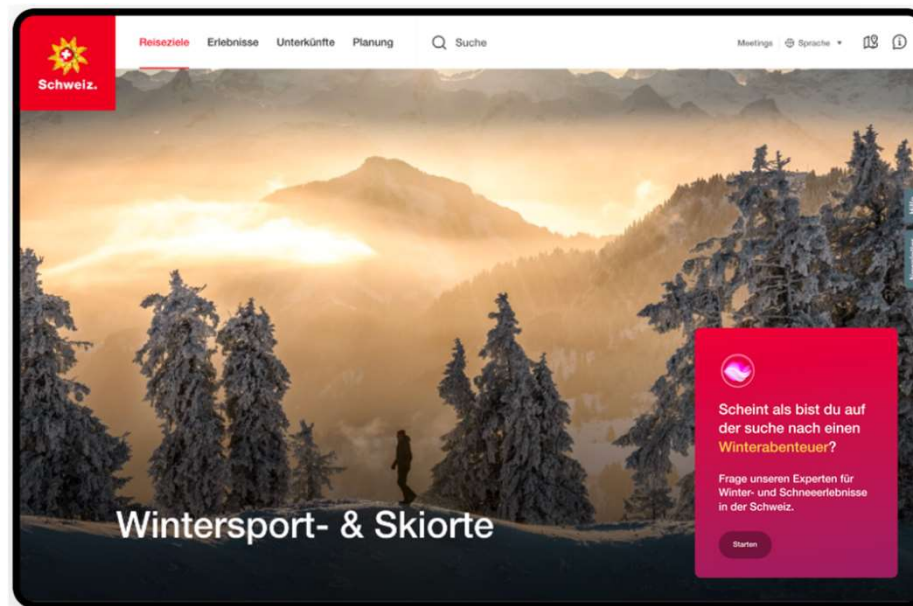 Schweiz.
Reiseziele Erlebnisse Unterkünfte Planung Suche Meetings Sprache
Wintersport- & Skiorte
Scheint als bist du auf
der suche nach einen
Winterabenteuer?
Frage unseren Experten für
Winter- und Schneeerlebnisse
in der Schweiz.
Starten